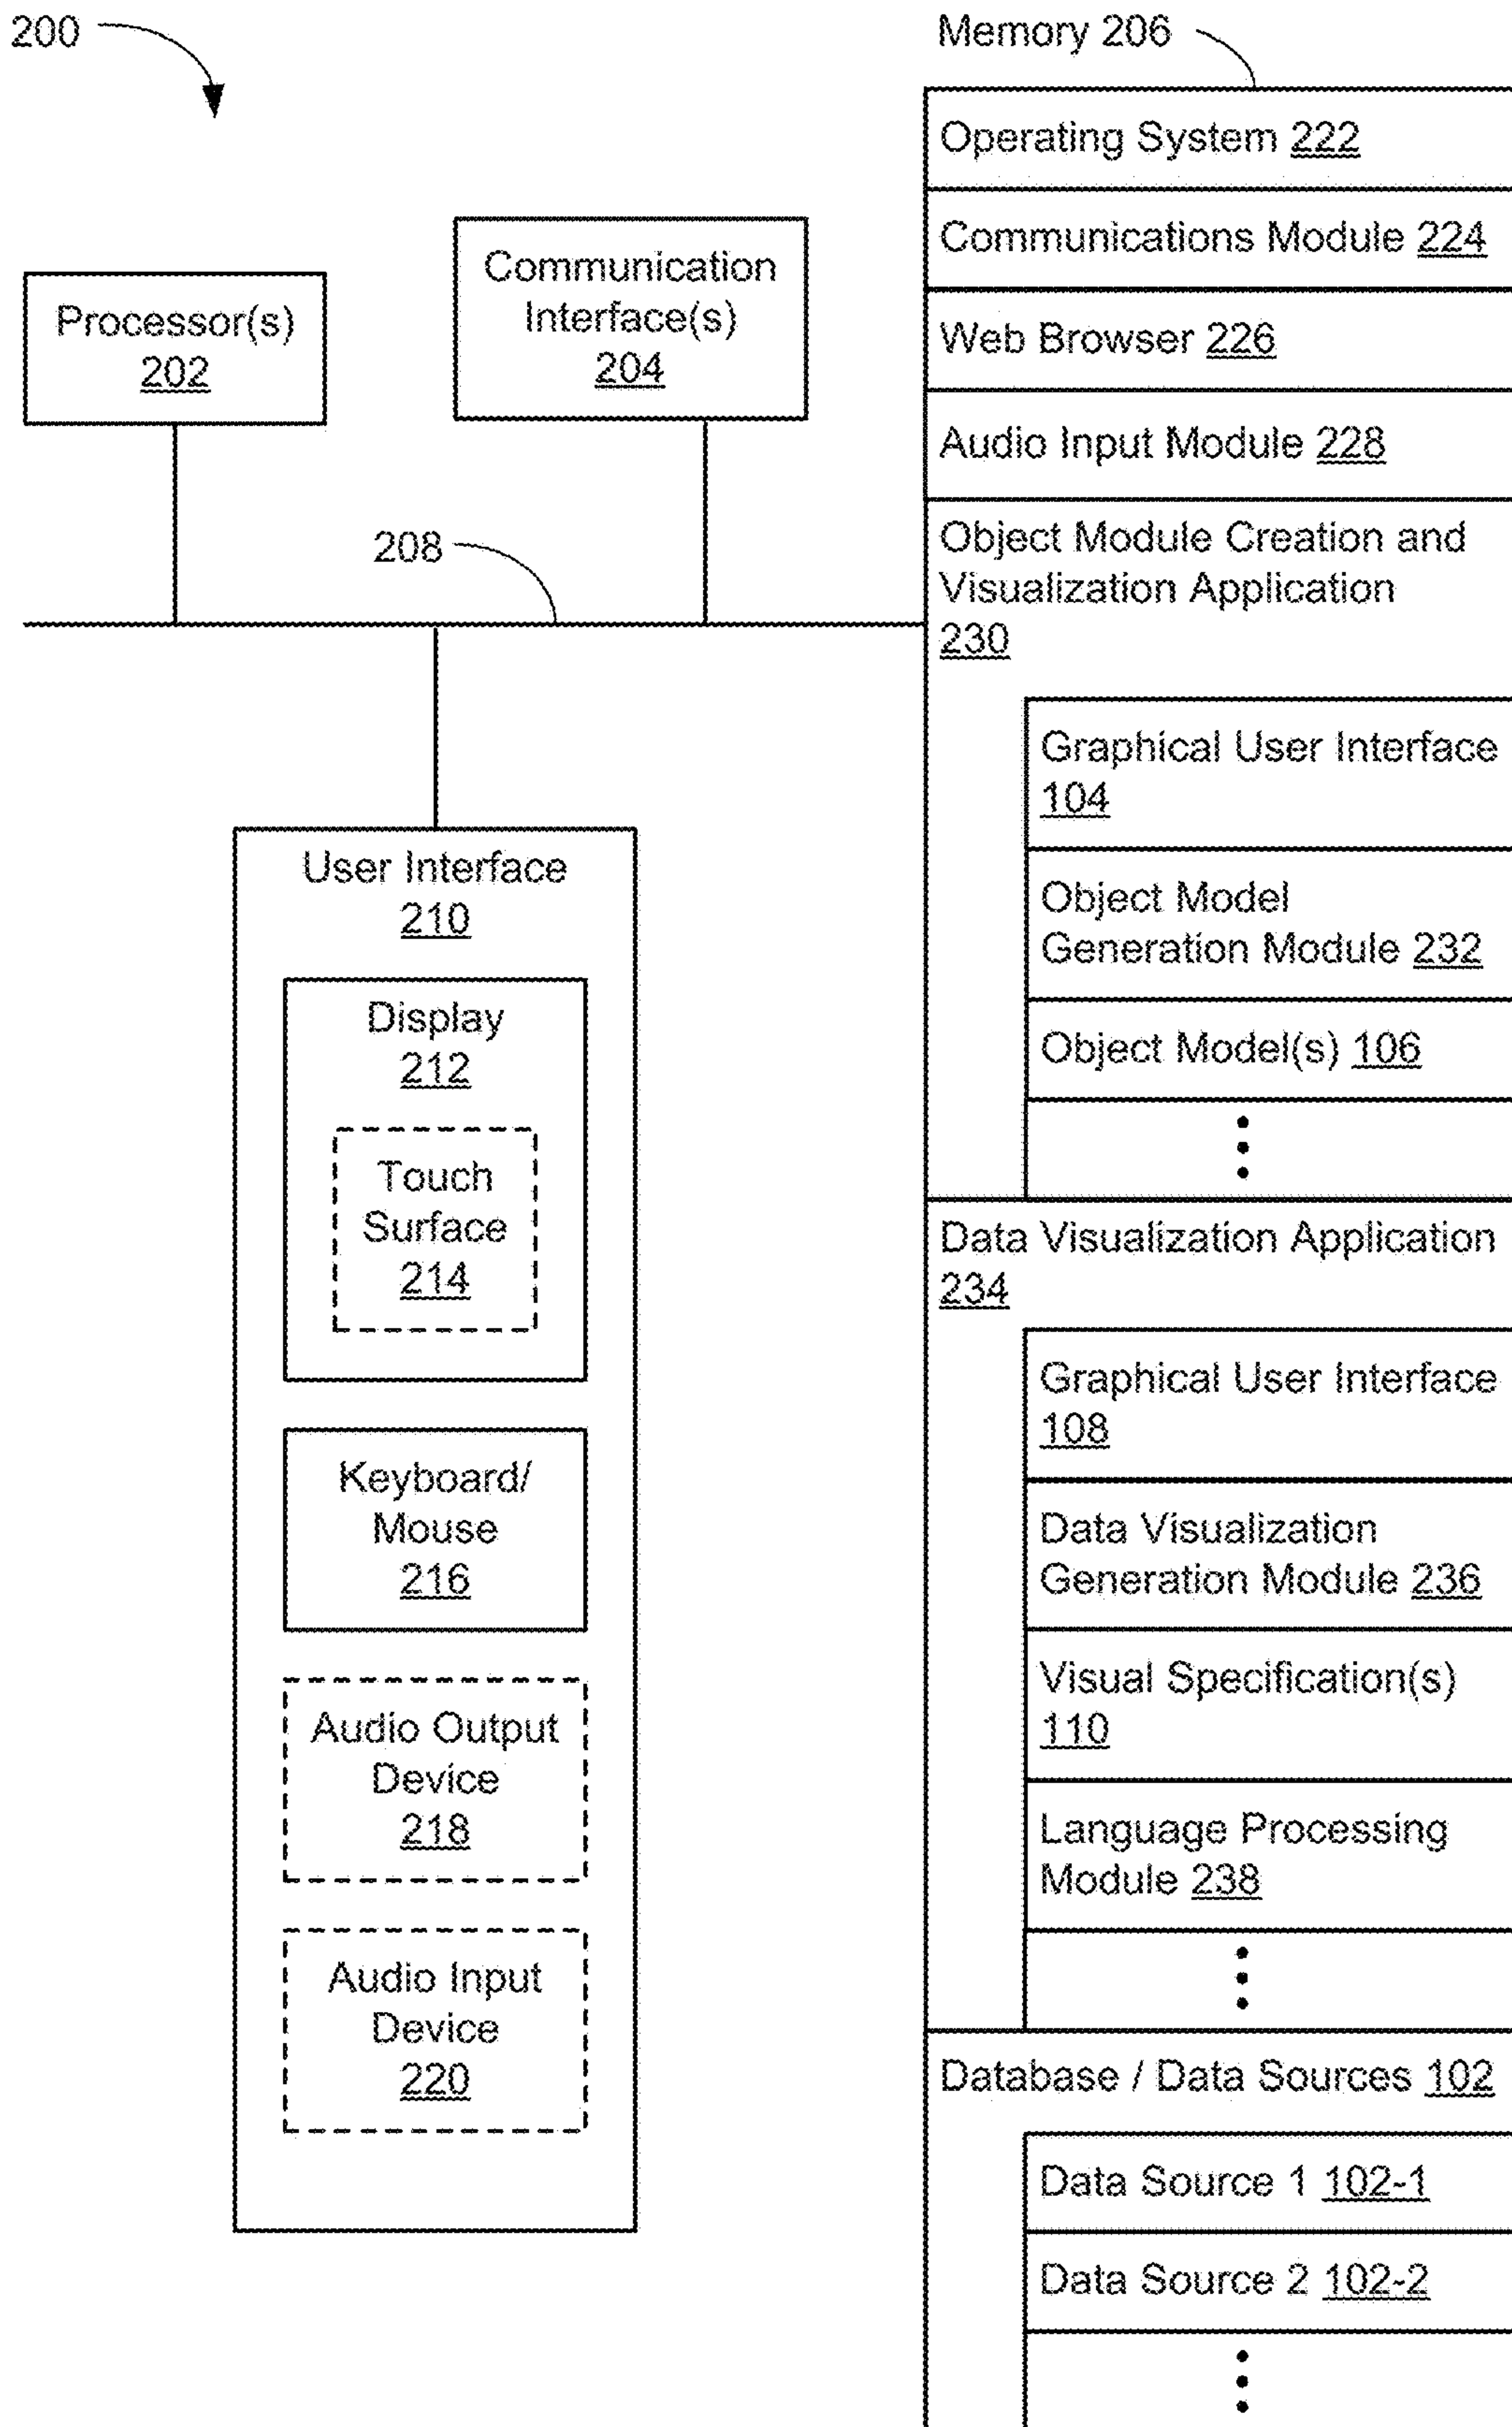 200
Memory 206
Processor(s)
202
Communication
Interface(s)
204
208
User Interface
210
Display
212
Touch
Surface
214
Keyboard/
Mouse
216
Audio Output
Device
218
Audio Input
Device
220
Operating System 222
Communications Module 224
Web Browser 226
Audio Input Module 228
Object Module Creation and
Visualization Application
230
Graphical User Interface
104
Object Model
Generation Module 232
Object Model(s) 106
Data Visualization Application
234
Graphical User Interface
108
Data Visualization
Generation Module 236
Visual Specification(s)
110
Language Processing
Module 238
Database / Data Sources 102
Data Source 1 102-1
Data Source 2 102-2